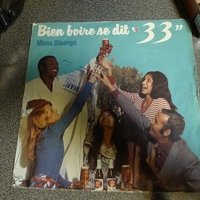 Bien boire se dit "33"
Manu Dibango